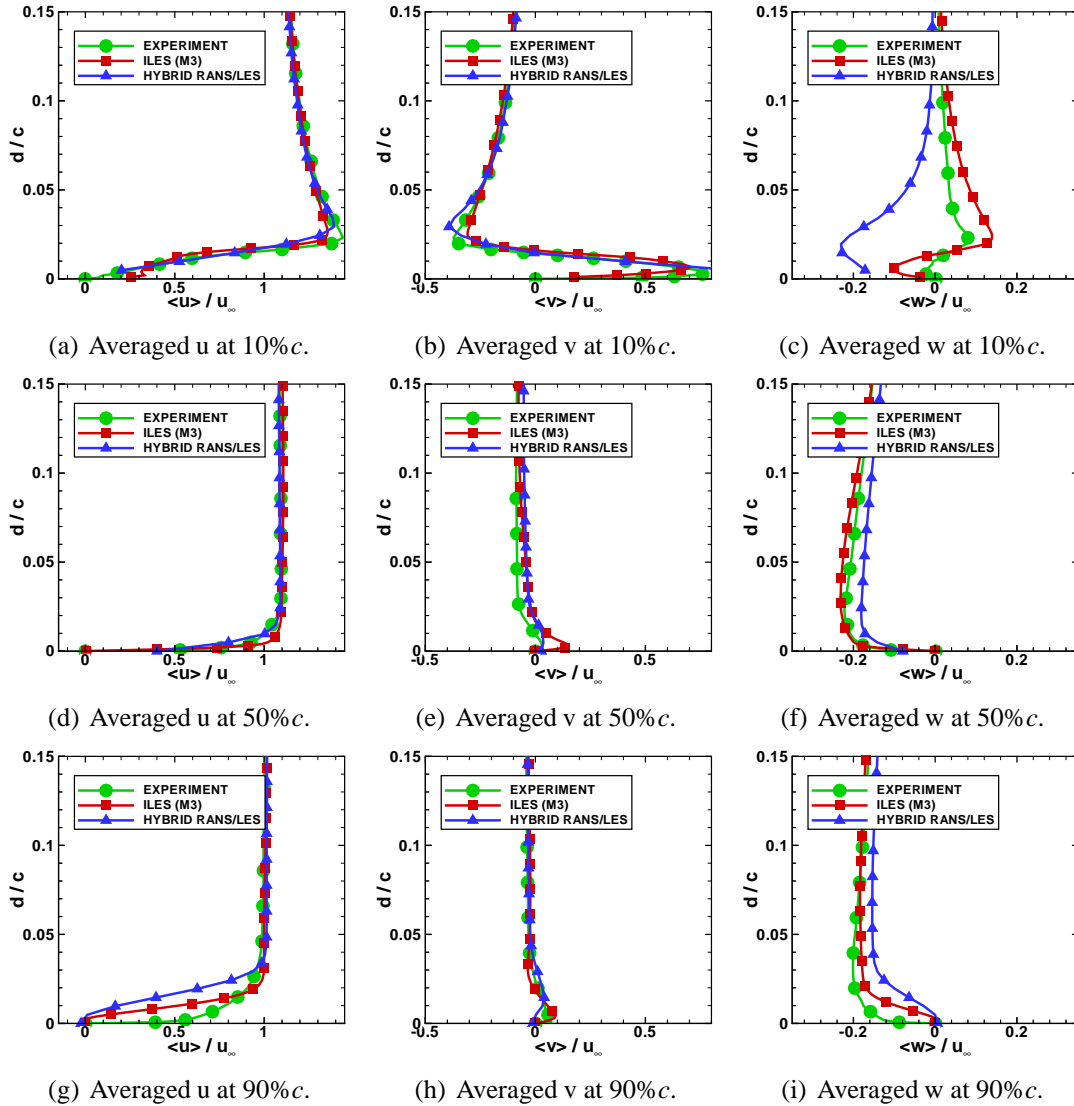 0.15
EXPERIMENT
ILES (M3)
HYBRID RANS/LES
0.1
d / c
0.05
0
0 0.5 1
<u> / u∞
(a) Averaged u at 10%c.
0.15
EXPERIMENT
ILES (M3)
HYBRID RANS/LES
0.1
d / c
0.05
0
-0.5 0 0.5
<v> / u∞
(b) Averaged v at 10%c.
0.15
EXPERIMENT
ILES (M3)
HYBRID RANS/LES
0.1
d / c
0.05
0
-0.2 0 0.2
<w> / u∞
(c) Averaged w at 10%c.
0.15
EXPERIMENT
ILES (M3)
HYBRID RANS/LES
0.1
d / c
0.05
0
0 0.5 1
<u> / u∞
(d) Averaged u at 50%c.
0.15
EXPERIMENT
ILES (M3)
HYBRID RANS/LES
0.1
d / c
0.05
0
-0.5 0 0.5
<v> / u∞
(e) Averaged v at 50%c.
0.15
EXPERIMENT
ILES (M3)
HYBRID RANS/LES
0.1
d / c
0.05
0
-0.2 0 0.2
<w> / u∞
(f) Averaged w at 50%c.
0.15
EXPERIMENT
ILES (M3)
HYBRID RANS/LES
0.1
d / c
0.05
0
0 0.5 1
<u> / u∞
(g) Averaged u at 90%c.
0.15
EXPERIMENT
ILES (M3)
HYBRID RANS/LES
0.1
d / c
0.05
0
-0.5 0 0.5
<v> / u∞
(h) Averaged v at 90%c.
0.15
EXPERIMENT
ILES (M3)
HYBRID RANS/LES
0.1
d / c
0.05
0
-0.2 0 0.2
<w> / u∞
(i) Averaged w at 90%c.